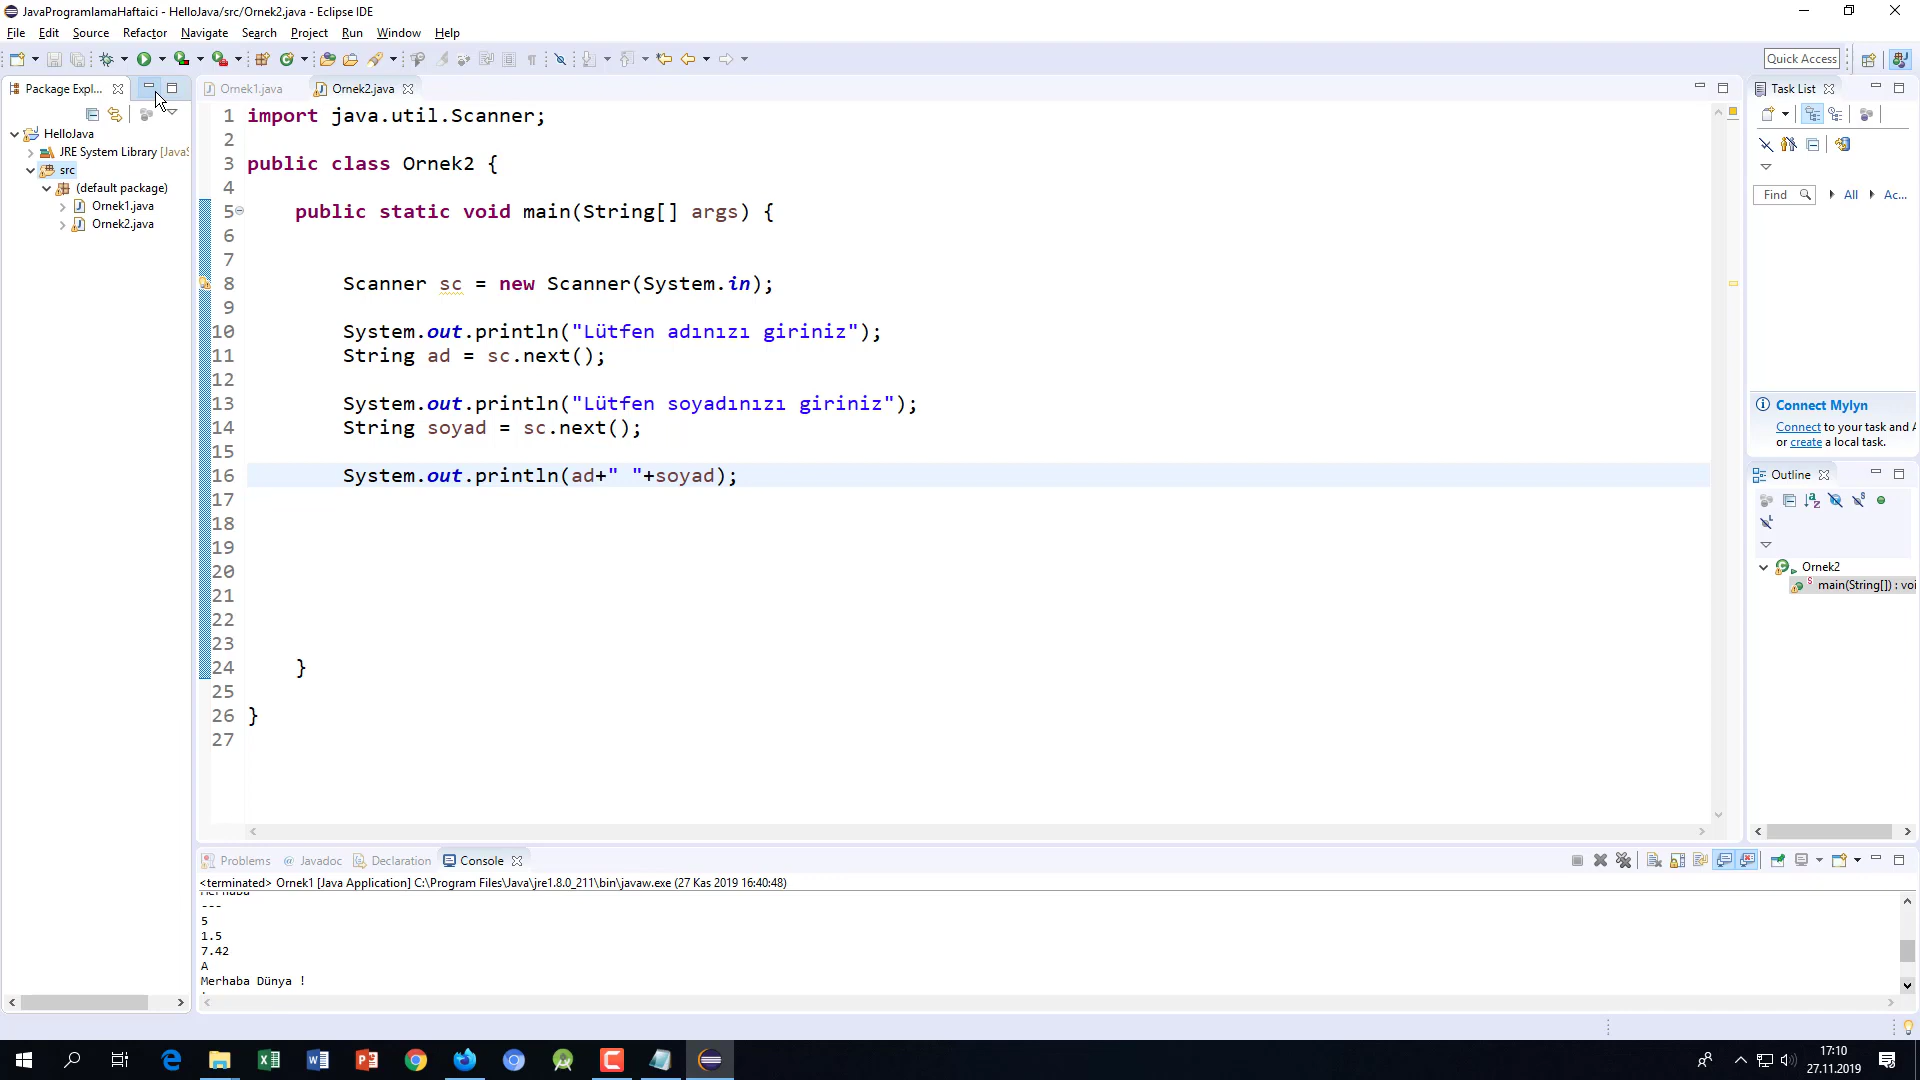 JavaProgramlamaHaftaici - HelloJava/src/Ornek2.java - Eclipse IDE
File Edit Source Refactor Navigate Search Project Run Window Help
Quick Access
Package Expl...
Ornek1.java
Ornek2.java
Task List
HelloJava
JRE System Library [JavaS
src
(default package)
Ornek1.java
Ornek2.java
1 import java.util.Scanner;
2
3 public class Ornek2 {
4
5 public static void main(String[] args) {
6
7
8 Scanner sc = new Scanner(System.in);
9
10 System.out.println("Lütfen adınızı giriniz");
11 String ad = sc.next();
12
13 System.out.println("Lütfen soyadınızı giriniz");
14 String soyad = sc.next();
15
16 System.out.println(ad+" "+soyad);
17
18
19
20
21
22
23
24 }
25
26 }
27
Find All Ac...
Connect Mylyn
Connect to your task and A
or create a local task.
Outline
Ornek2
main(String[]) : voi
Problems @ Javadoc Declaration Console
<terminated> Ornek1 [Java Application] C:\Program Files\Java\jre1.8.0_211\bin\javaw.exe (27 Kas 2019 16:40:48)
Merhaba
---
5
1.5
7.42
A
Merhaba Dünya !
17:10
27.11.2019